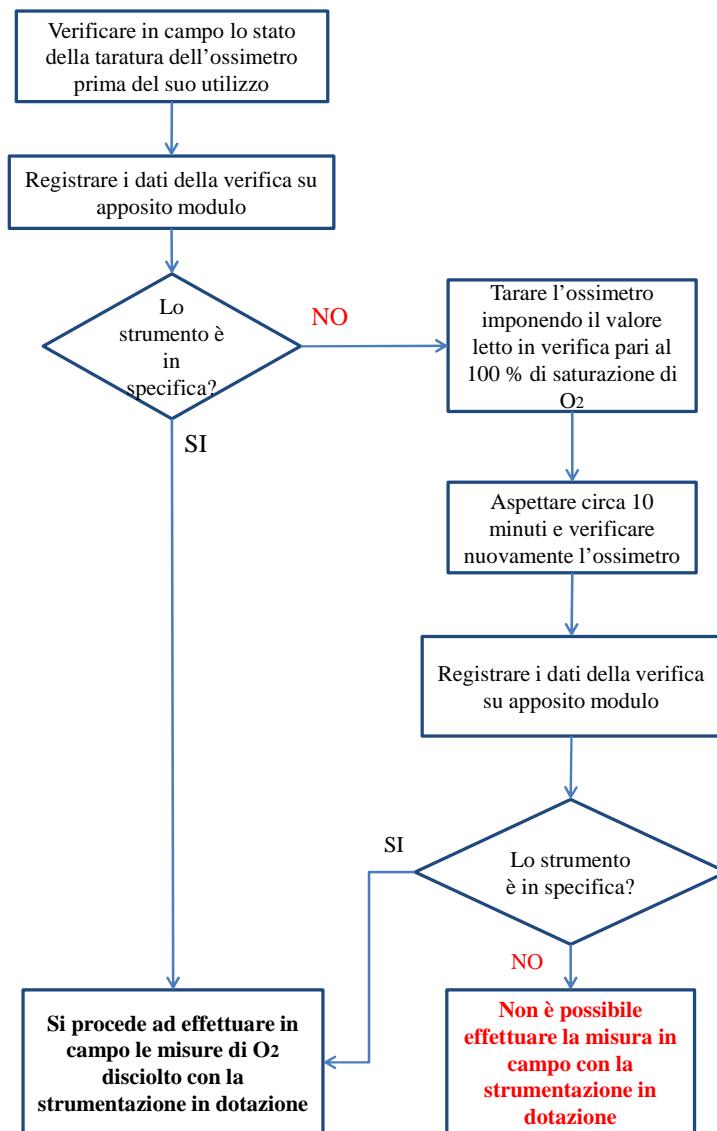 Verificare in campo lo stato
della taratura dell’ossimetro
prima del suo utilizzo
Registrare i dati della verifica su
apposito modulo
Lo
strumento è
in
specifica?
NO
SI
Tarare l’ossimetro
imponendo il valore
letto in verifica pari al
100 % di saturazione di
O2
Aspettare circa 10
minuti e verificare
nuovamente l’ossimetro
Registrare i dati della verifica
su apposito modulo
Lo strumento
è in specifica?
SI
NO
Si procede ad effettuare in
campo le misure di O2
disciolto con la
strumentazione in dotazione
Non è possibile
effettuare la misura in
campo con la
strumentazione in
dotazione